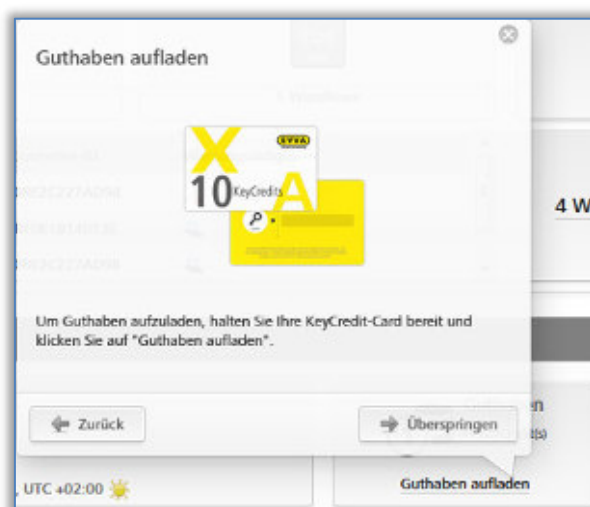 Guthaben aufladen
X
EVVA
10 KeyCredits
A
4 W
Um Guthaben aufzuladen, halten Sie Ihre KeyCredit-Card bereit und
klicken Sie auf "Guthaben aufladen".
Zurück
Überspringen
, UTC +02:00
Guthaben aufladen